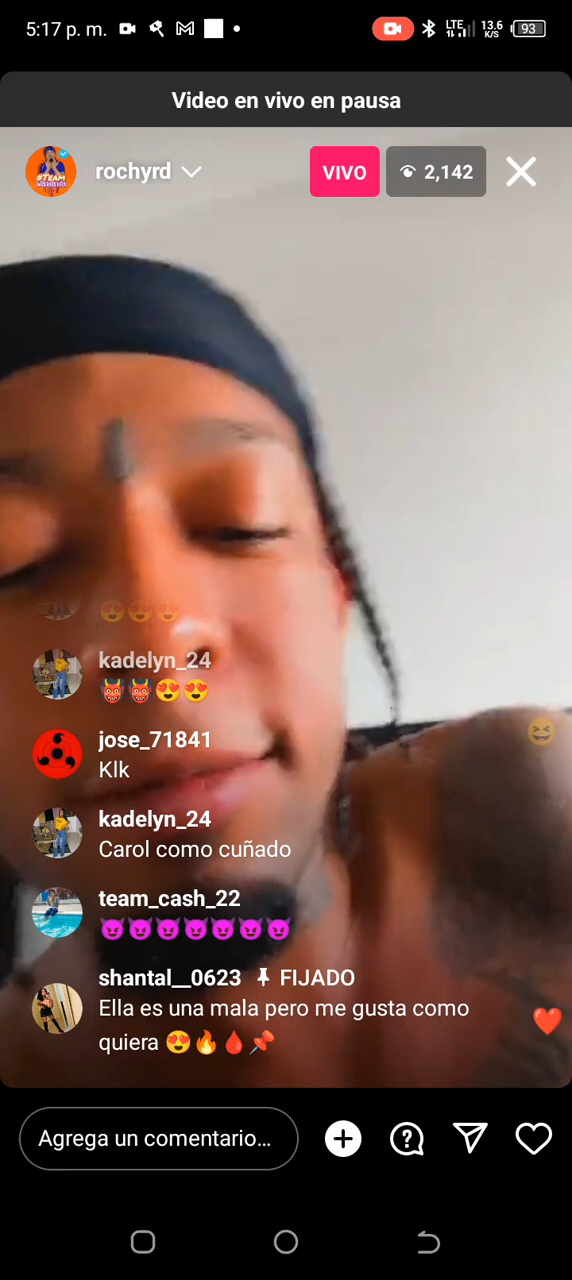 5:17 p. m.
LTE 13.6 K/S 93
Video en vivo en pausa
#TEAM
rochyrd
VIVO
2,142
😍😍😍
kadelyn_24
👹👹😍😍
jose_71841
Klk
kadelyn_24
Carol como cuñado
team_cash_22
😈😈😈😈😈😈😈
shantal__0623 📌 FIJADO
Ella es una mala pero me gusta como
quiera 😍🔥🩸📌
Agrega un comentario...